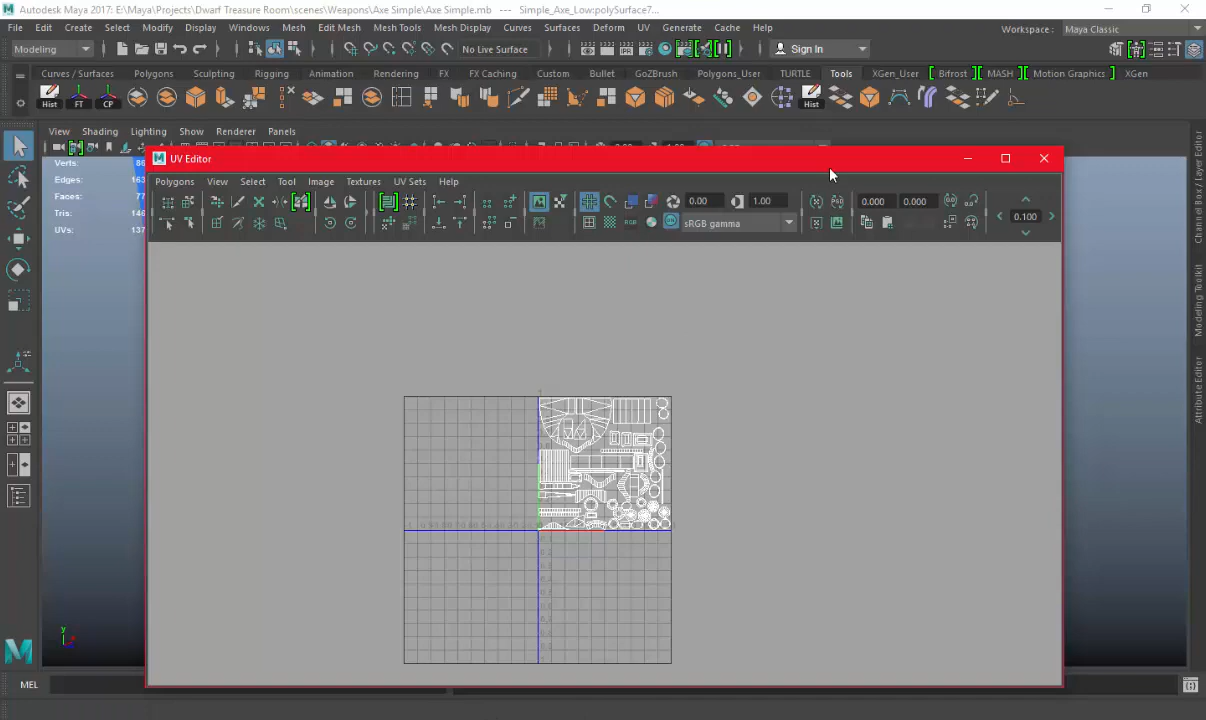 Autodesk Maya 2017: E:\Maya\Projects\Dwarf Treasure Room\scenes\Weapons\Axe Simple\Axe Simple.mb --- Simple_Axe_Low:polySurface7...
File Edit Create Select Modify Display Windows Mesh Edit Mesh Mesh Tools Mesh Display Curves Surfaces Deform UV Generate Cache Help
Workspace: Maya Classic
Modeling No Live Surface Sign In
Curves / Surfaces Polygons Sculpting Rigging Animation Rendering FX FX Caching Custom Bullet GoZBrush Polygons_User TURTLE Tools XGen_User Bifrost MASH Motion Graphics XGen
Hist FT CP Hist
View Shading Lighting Show Renderer Panels
Verts:
Edges: 163
Faces: 77
Tris: 146
UVs: 137
UV Editor
Polygons View Select Tool Image Textures UV Sets Help
0.00 1.00 0.000 0.000
sRGB gamma 0.100
Channel Box / Layer Editor
Modeling Toolkit
Attribute Editor
y
MEL